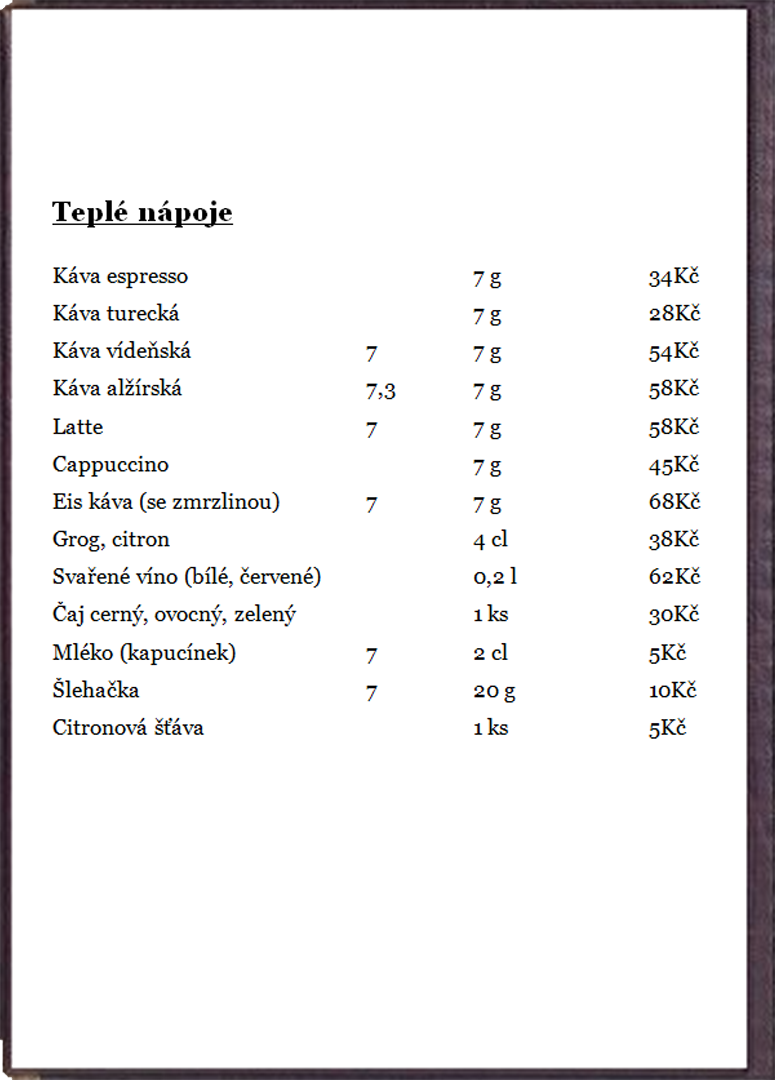 Teplé nápoje
Káva espresso 7 g 34Kč
Káva turecká 7 g 28Kč
Káva vídeňská 7 7 g 54Kč
Káva alžírská 7,3 7 g 58Kč
Latte 7 7 g 58Kč
Cappuccino 7 g 45Kč
Eis káva (se zmrzlinou) 7 7 g 68Kč
Grog, citron 4 cl 38Kč
Svařené víno (bílé, červené) 0,2 l 62Kč
Čaj cerný, ovocný, zelený 1 ks 30Kč
Mléko (kapucínek) 7 2 cl 5Kč
Šlehačka 7 20 g 10Kč
Citronová šťáva 1 ks 5Kč